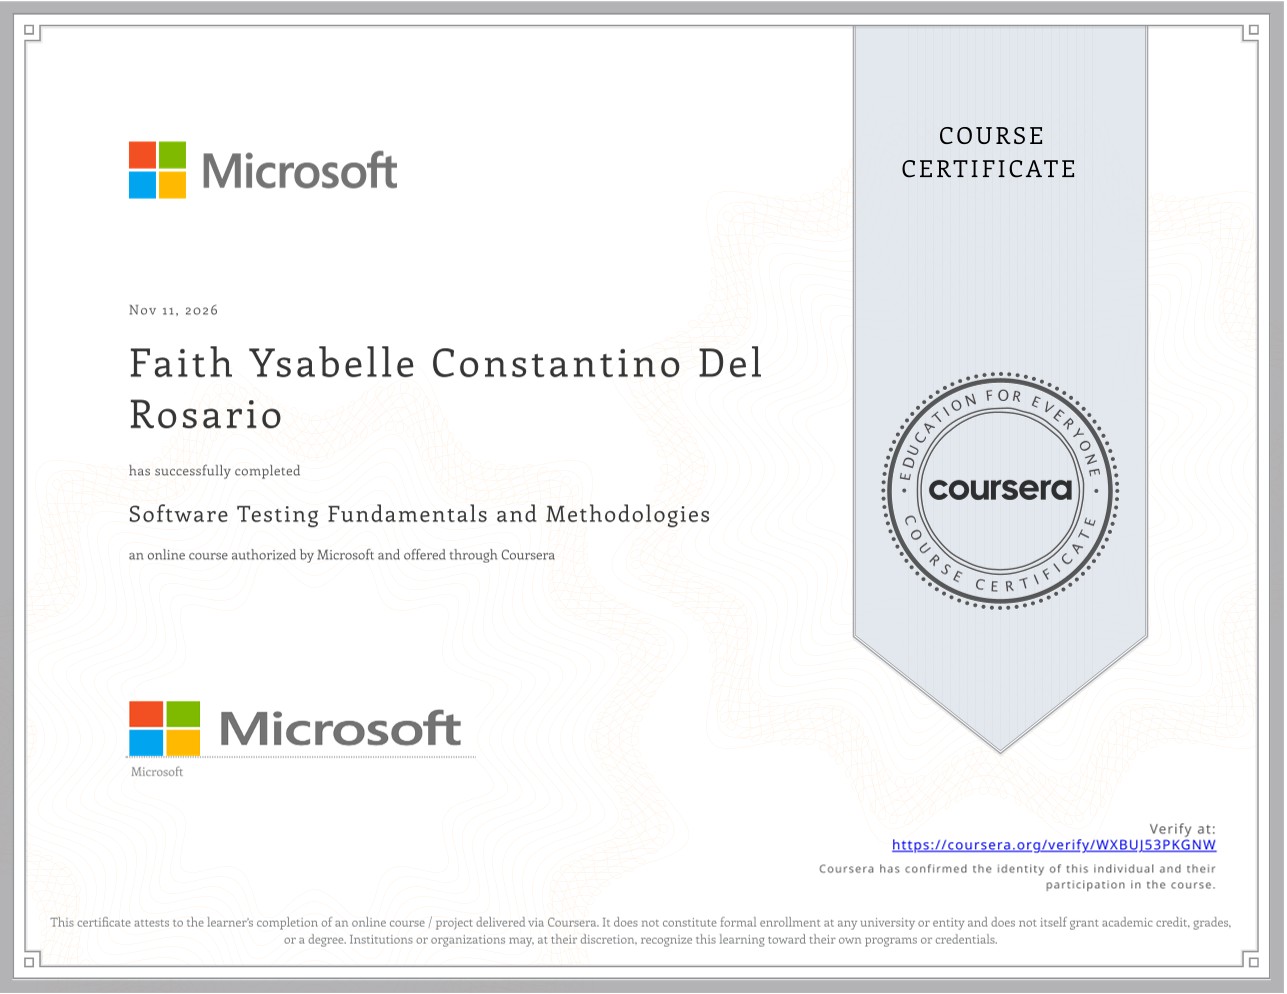 Microsoft
COURSE
CERTIFICATE
Nov 11, 2026
Faith Ysabelle Constantino Del
Rosario
has successfully completed
Software Testing Fundamentals and Methodologies
an online course authorized by Microsoft and offered through Coursera
EDUCATION FOR EVERYONE
coursera
COURSE CERTIFICATE
Microsoft
Microsoft
Verify at:
https://coursera.org/verify/WXBUJ53PKGNW
Coursera has confirmed the identity of this individual and their
participation in the course.
This certificate attests to the learner's completion of an online course / project delivered via Coursera. It does not constitute formal enrollment at any university or entity and does not itself grant academic credit, grades,
or a degree. Institutions or organizations may, at their discretion, recognize this learning toward their own programs or credentials.